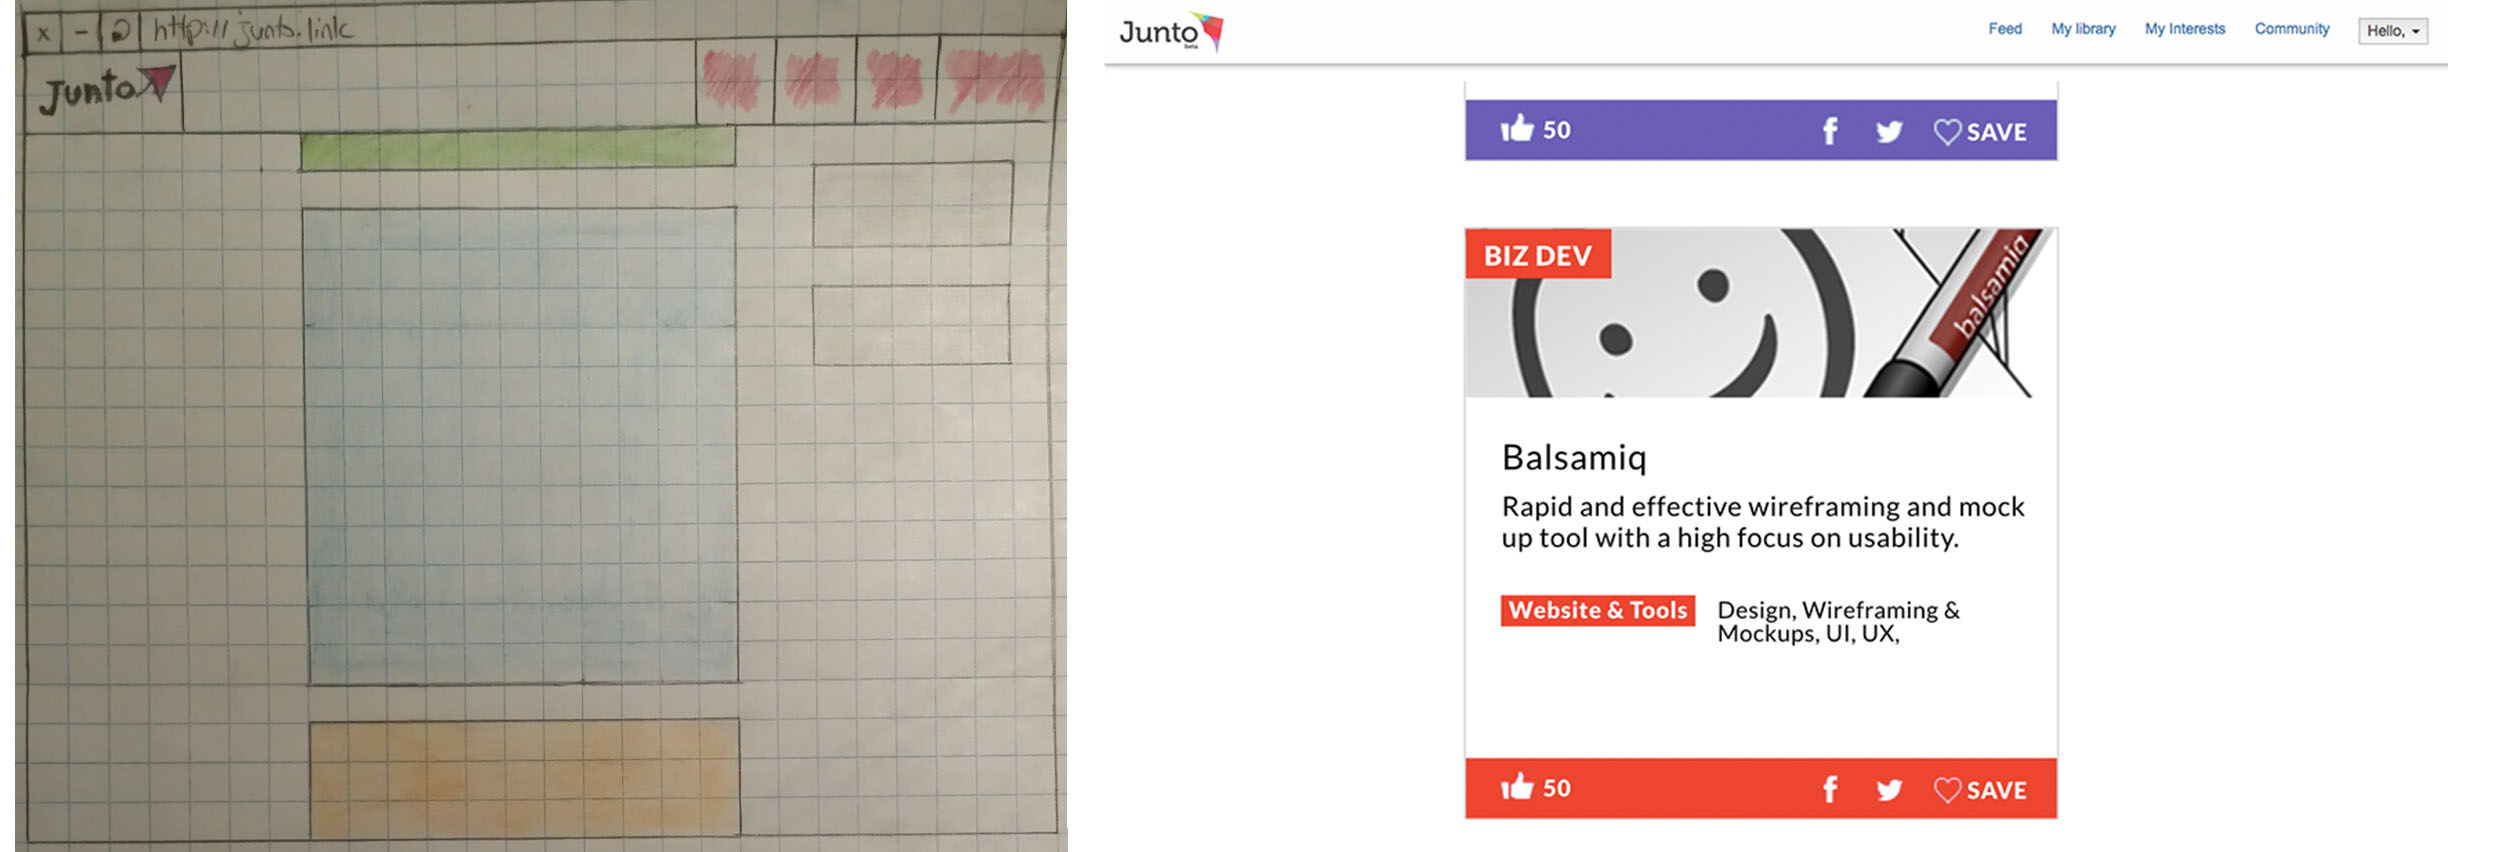 x - http://junto.link
Junto
Junto
beta
Feed My library My Interests Community Hello,
50 SAVE
BIZ DEV
balsamiq
Balsamiq
Rapid and effective wireframing and mock
up tool with a high focus on usability.
Website & Tools Design, Wireframing &
Mockups, UI, UX,
50 SAVE